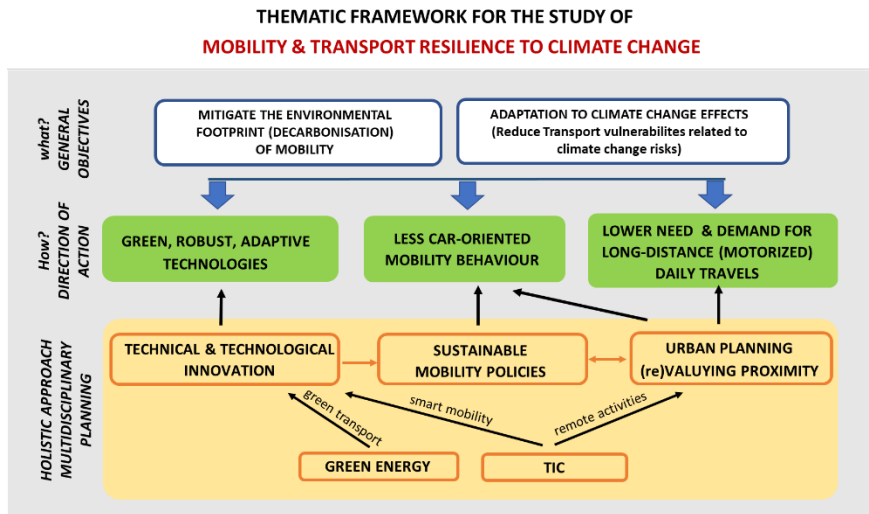 THEMATIC FRAMEWORK FOR THE STUDY OF
MOBILITY & TRANSPORT RESILIENCE TO CLIMATE CHANGE
what?
GENERAL
OBJECTIVES
MITIGATE THE ENVIRONMENTAL
FOOTPRINT (DECARBONISATION)
OF MOBILITY
ADAPTATION TO CLIMATE CHANGE EFFECTS
(Reduce Transport vulnerabilites related to
climate change risks)
How?
DIRECTION OF
ACTION
GREEN, ROBUST, ADAPTIVE
TECHNOLOGIES
LESS CAR-ORIENTED
MOBILITY BEHAVIOUR
LOWER NEED & DEMAND FOR
LONG-DISTANCE (MOTORIZED)
DAILY TRAVELS
HOLISTIC APPROACH
MULTIDISCIPLINARY
PLANNING
TECHNICAL & TECHNOLOGICAL
INNOVATION
SUSTAINABLE
MOBILITY POLICIES
URBAN PLANNING
(re)VALUYING PROXIMITY
green transport
smart mobility
remote activities
GREEN ENERGY
TIC